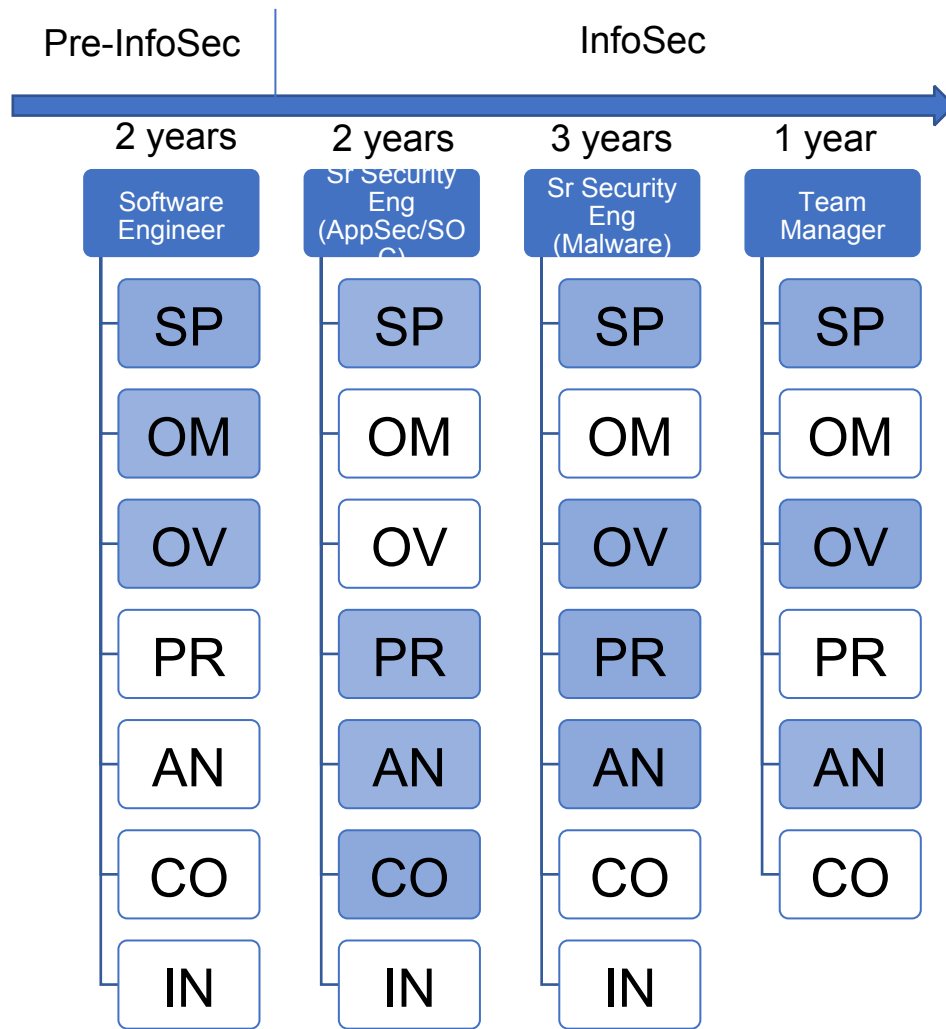 Pre-InfoSec
InfoSec
2 years
2 years
3 years
1 year
Software
Engineer
Sr Security
Eng
(AppSec/SO
C)
Sr Security
Eng
(Malware)
Team
Manager
SP
SP
SP
SP
OM
OM
OM
OM
OV
OV
OV
OV
PR
PR
PR
PR
AN
AN
AN
AN
CO
CO
CO
CO
IN
IN
IN